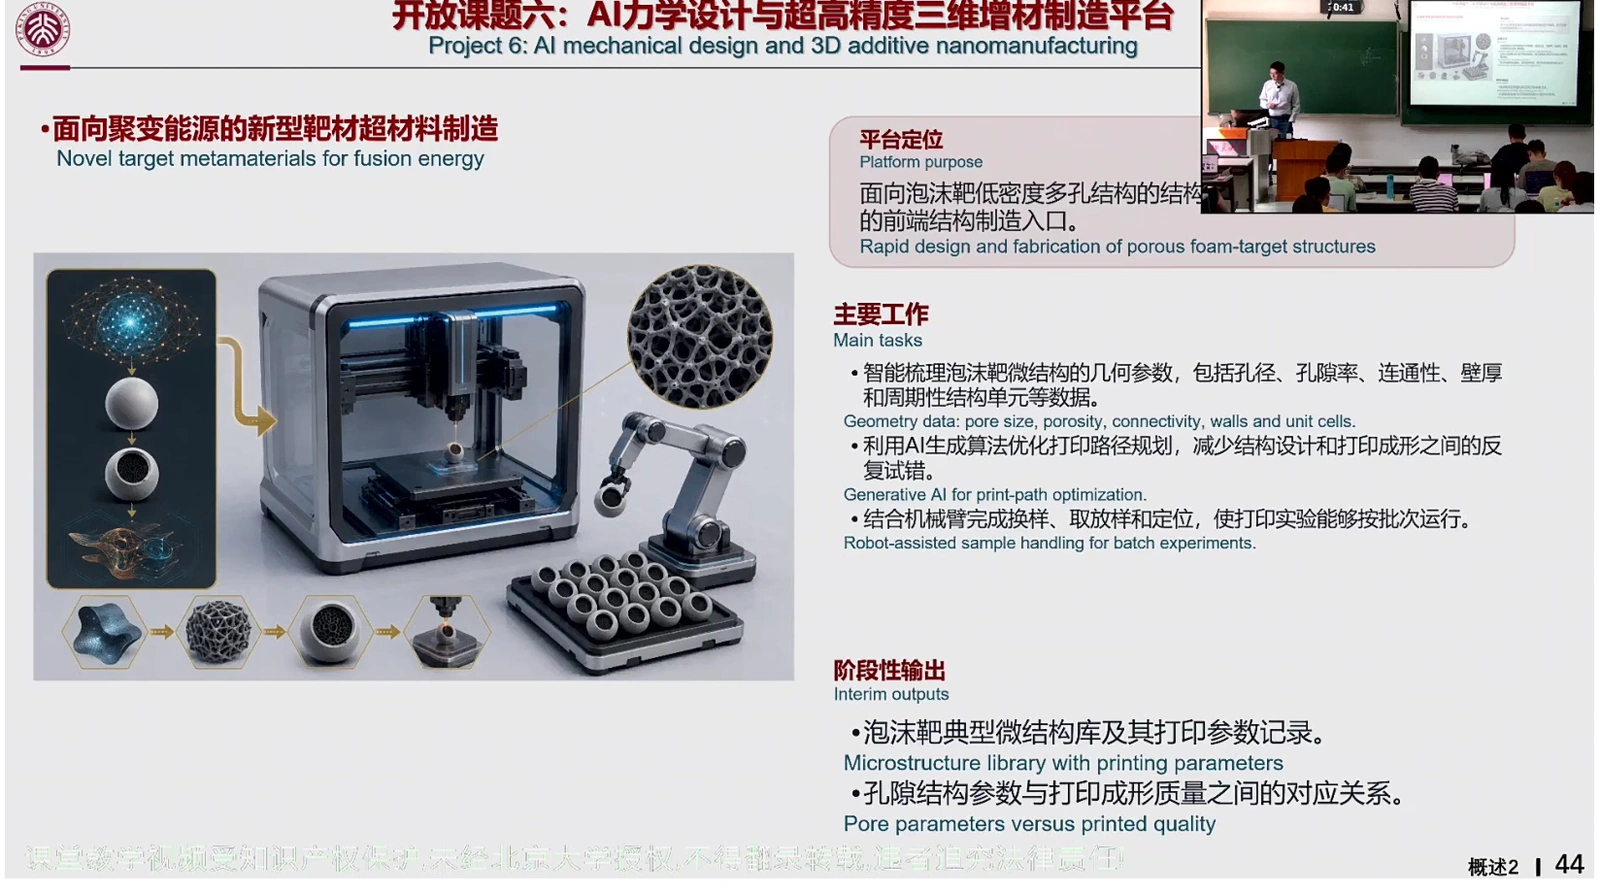 开放课题六：AI力学设计与超高精度三维增材制造平台
Project 6: AI mechanical design and 3D additive nanomanufacturing
0:41
•面向聚变能源的新型靶材超材料制造
Novel target metamaterials for fusion energy
平台定位
Platform purpose
面向泡沫靶低密度多孔结构的结构
的前端结构制造入口。
Rapid design and fabrication of porous foam-target structures
主要工作
Main tasks
•智能梳理泡沫靶微结构的几何参数，包括孔径、孔隙率、连通性、壁厚
和周期性结构单元等数据。
Geometry data: pore size, porosity, connectivity, walls and unit cells.
•利用AI生成算法优化打印路径规划，减少结构设计和打印成形之间的反
复试错。
Generative AI for print-path optimization.
•结合机械臂完成换样、取放样和定位，使打印实验能够按批次运行。
Robot-assisted sample handling for batch experiments.
阶段性输出
Interim outputs
•泡沫靶典型微结构库及其打印参数记录。
Microstructure library with printing parameters
•孔隙结构参数与打印成形质量之间的对应关系。
Pore parameters versus printed quality
课堂教学视频受知识产权保护,未经北京大学授权,不得翻录转载,违者追究法律责任!
概述2 | 44